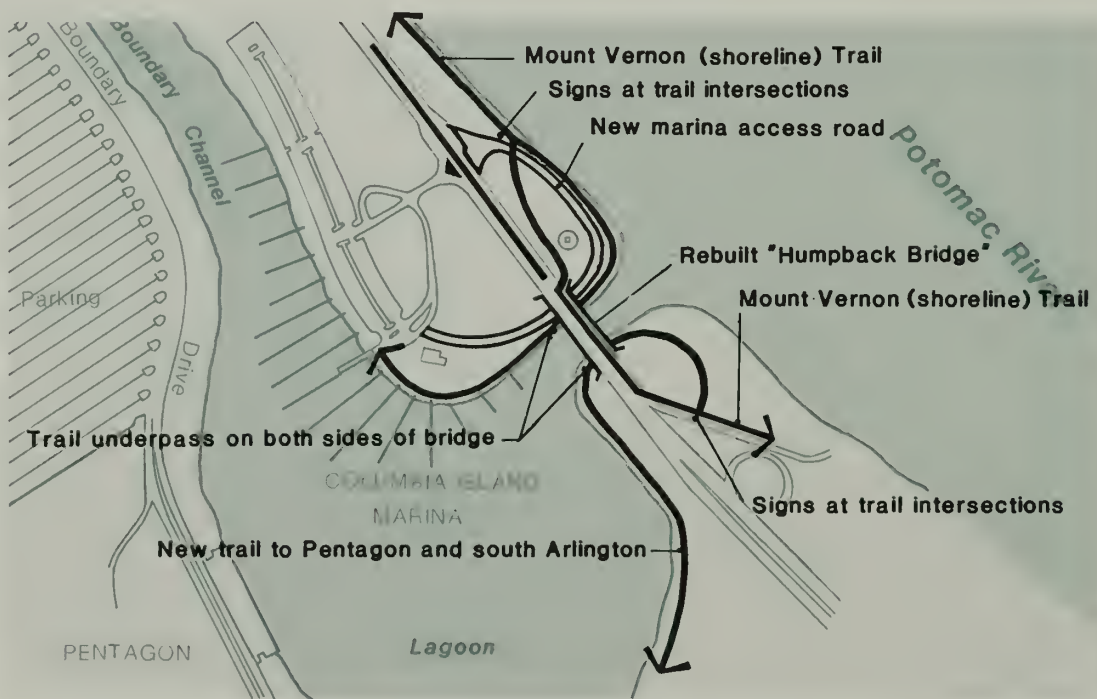 Mount Vernon (shoreline) Trail
Signs at trail intersections
New marina access road
Boundary
Drive
Boundary
Channel
Potomac River
Rebuilt "Humpback Bridge"
Mount Vernon (shoreline) Trail
Parking
Trail underpass on both sides of bridge
COLUMBIA ISLAND
MARINA
Signs at trail intersections
New trail to Pentagon and south Arlington
PENTAGON
Lagoon